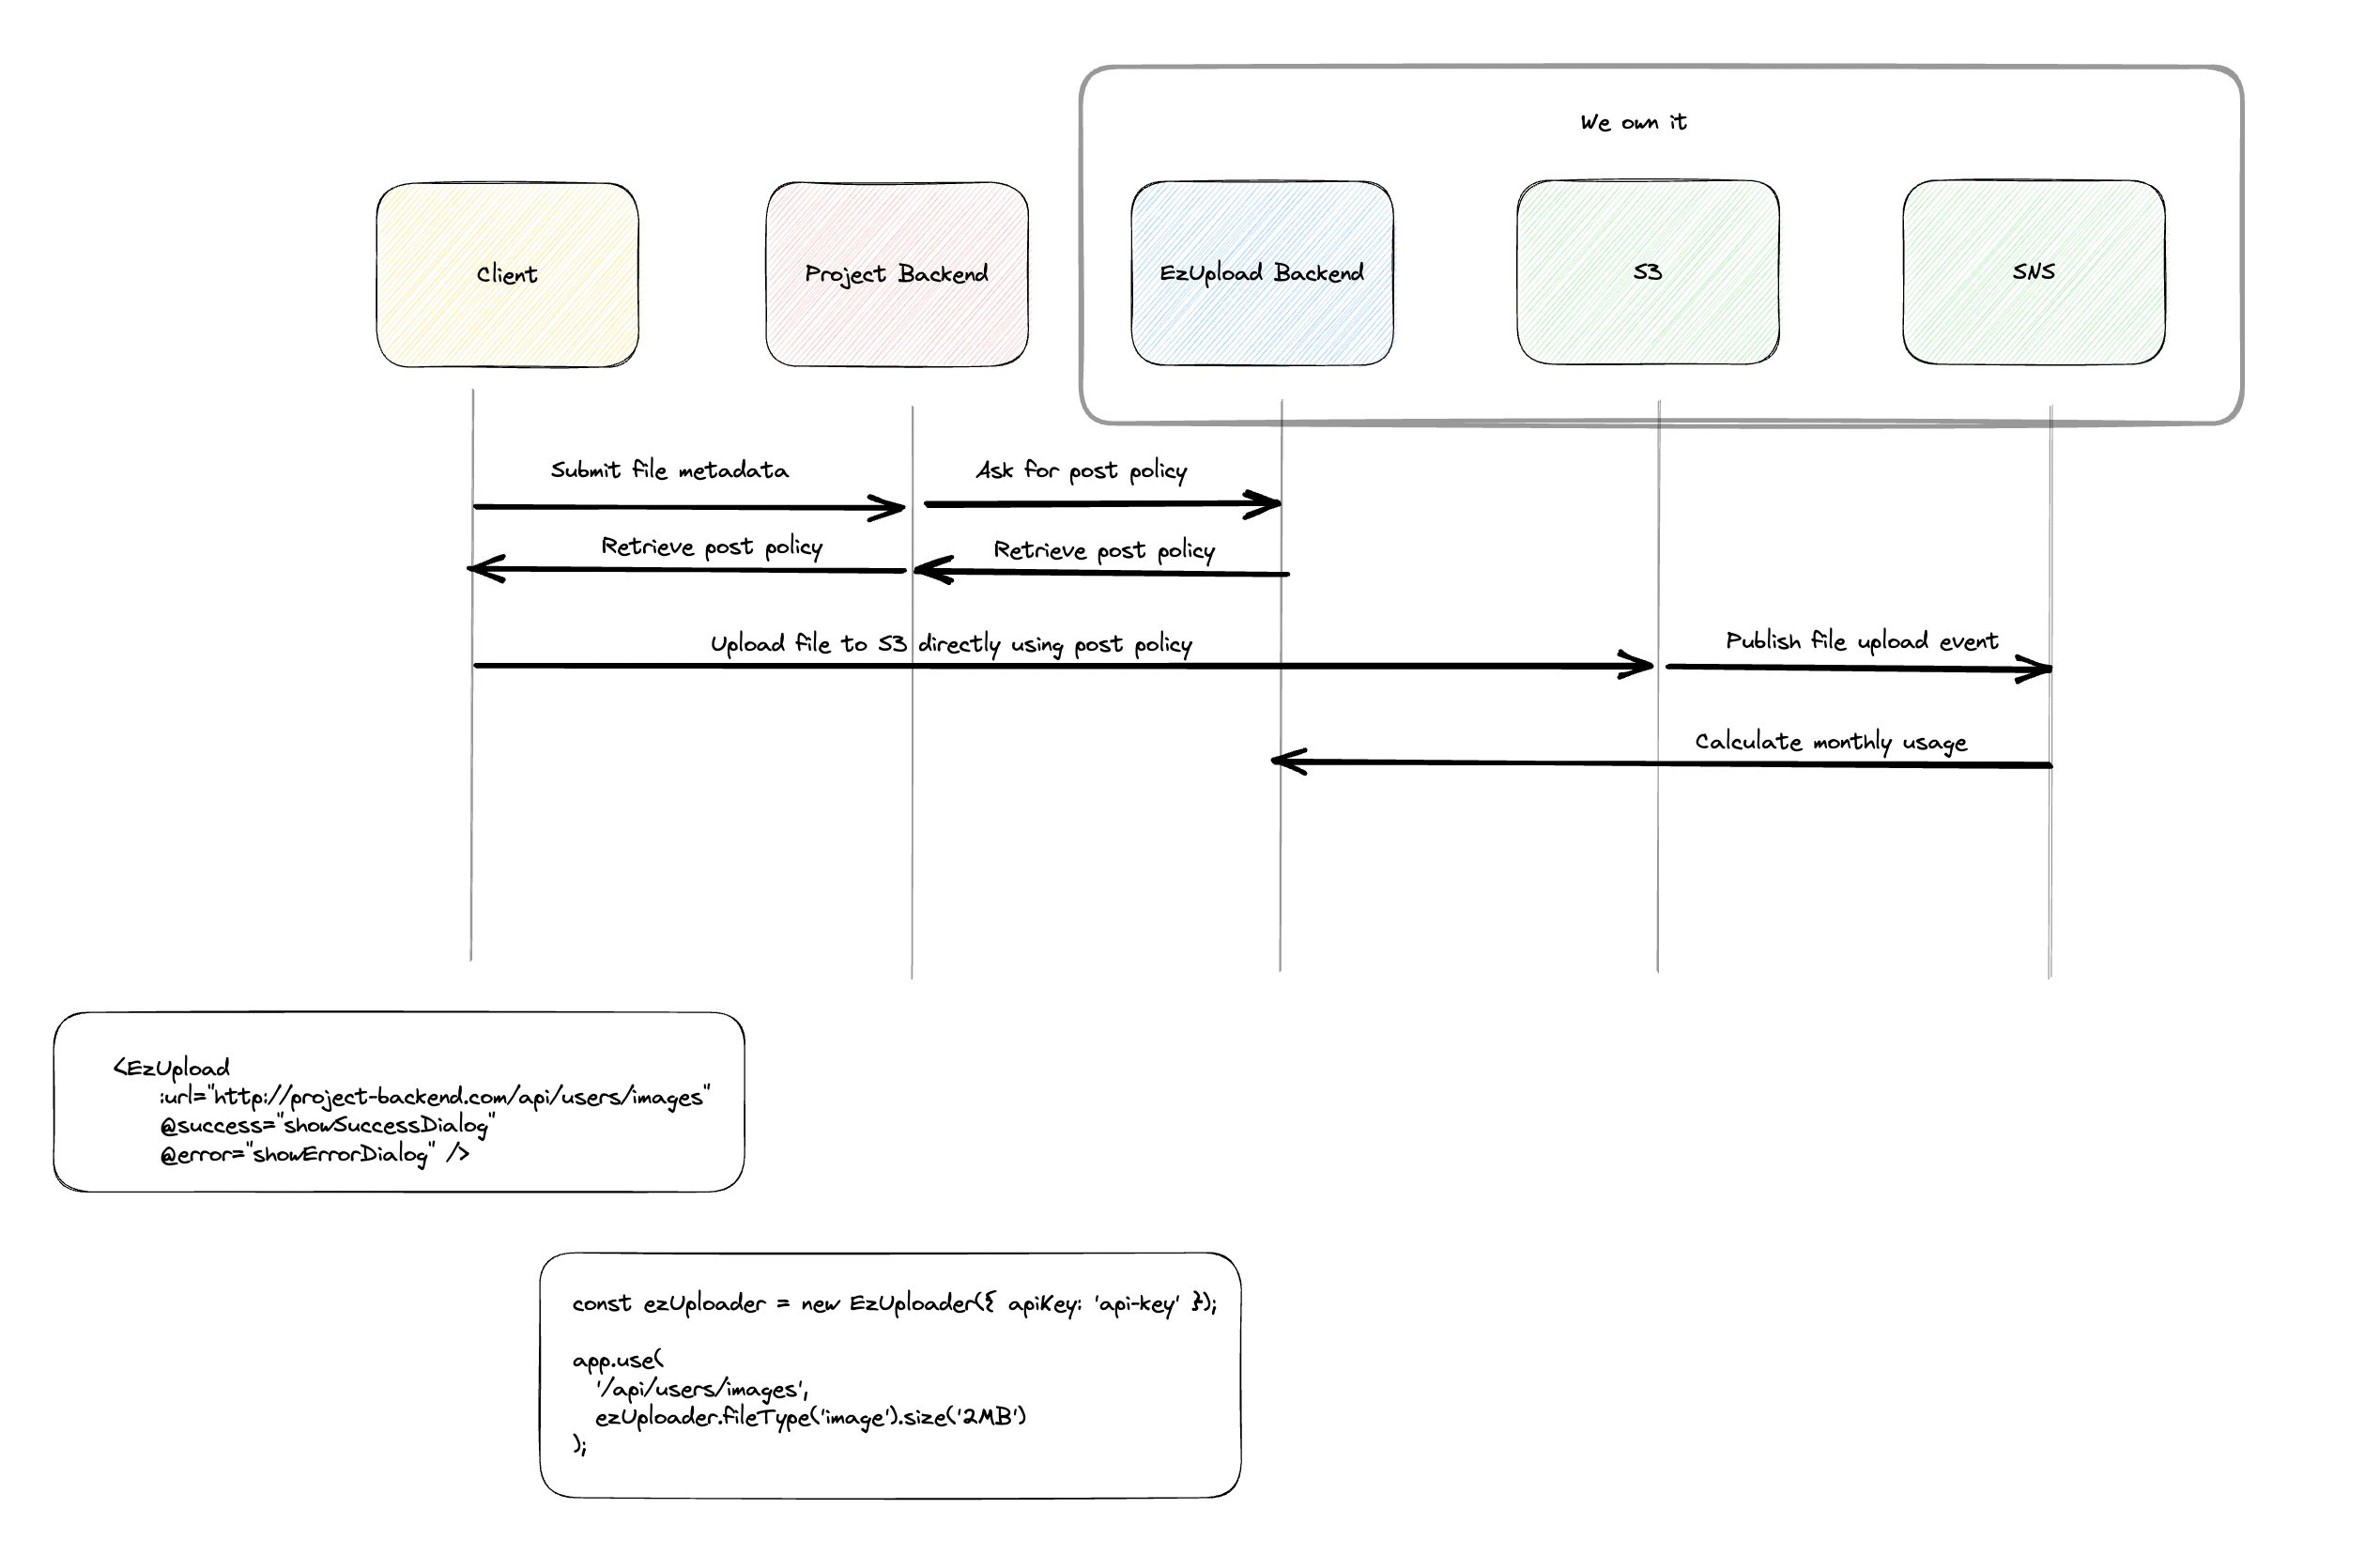 We own it
Client
Project Backend
EzUpload Backend
S3
SNS
Submit file metadata
Ask for post policy
Retrieve post policy
Retrieve post policy
Upload file to S3 directly using post policy
Publish file upload event
Calculate monthly usage
<EzUpload
:url="http://project-backend.com/api/users/images"
@success="showSuccessDialog"
@error="showErrorDialog" />
const ezUploader = new EzUploader({ apiKey: 'api-key' });
app.use(
'/api/users/images',
ezUploader.fileType('image').size('2MB')
);